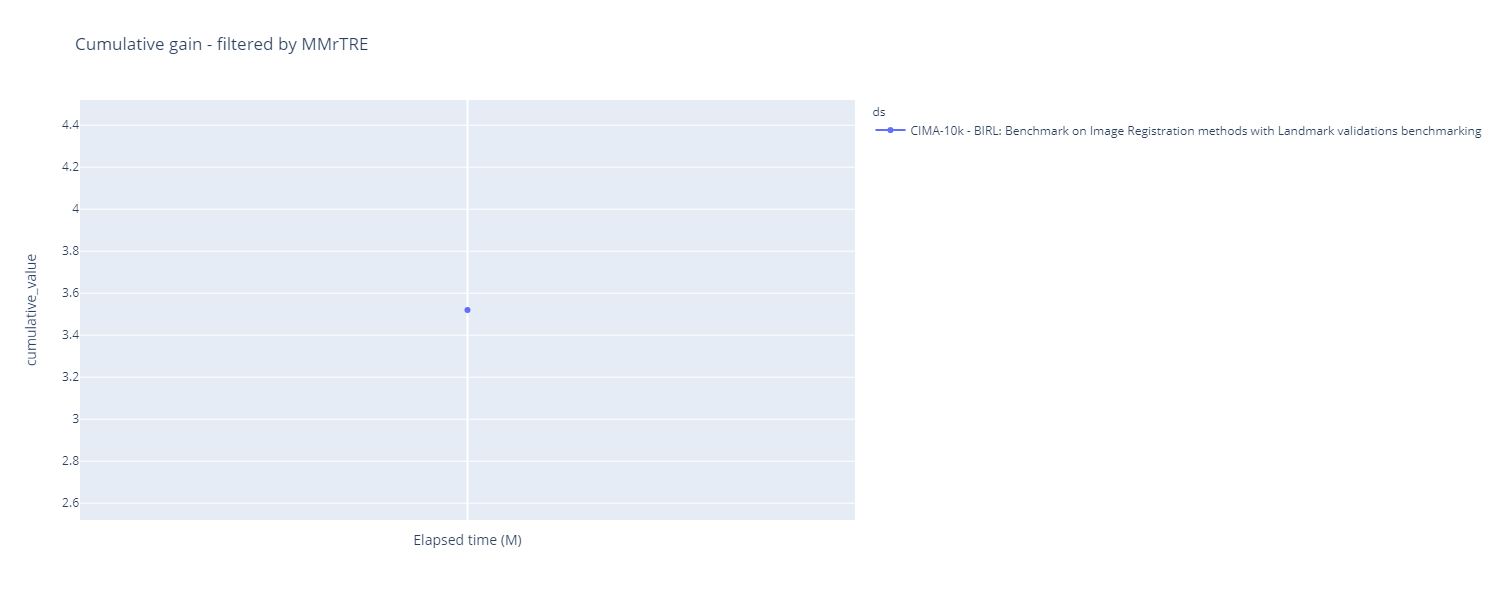 Cumulative gain - filtered by MMrTRE
ds
CIMA-10k - BIRL: Benchmark on Image Registration methods with Landmark validations benchmarking
4.4
4.2
4
3.8
3.6
3.4
3.2
3
2.8
2.6
cumulative_value
Elapsed time (M)